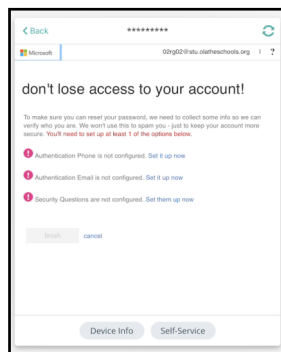 Back
*********
Microsoft
02rg02@stu.olatheschools.org
?
don't lose access to your account!
To make sure you can reset your password, we need to collect some info so we can
verify who you are. We won't use this to spam you - just to keep your account more
secure. You'll need to set up at least 1 of the options below.
! Authentication Phone is not configured. Set it up now
! Authentication Email is not configured. Set it up now
! Security Questions are not configured. Set them up now
finish
cancel
Device Info
Self-Service